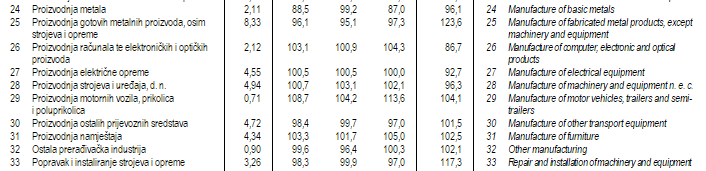 24 Proizvodnja metala 2,11 88,5 99,2 87,0 96,1 24 Manufacture of basic metals
25 Proizvodnja gotovih metalnih proizvoda, osim 8,33 96,1 95,1 97,3 123,6 25 Manufacture of fabricated metal products, except
strojeva i opreme machinery and equipment
26 Proizvodnja računala te elektroničkih i optičkih 2,12 103,1 100,9 104,3 86,7 26 Manufacture of computer, electronic and optical
proizvoda products
27 Proizvodnja električne opreme 4,55 100,5 100,5 100,0 92,7 27 Manufacture of electrical equipment
28 Proizvodnja strojeva i uređaja, d. n. 4,94 100,7 103,1 102,1 96,3 28 Manufacture of machinery and equipment n. e. c.
29 Proizvodnja motornih vozila, prikolica 0,71 108,7 104,2 113,6 104,1 29 Manufacture of motor vehicles, trailers and semi-
i poluprikolica trailers
30 Proizvodnja ostalih prijevoznih sredstava 4,72 98,4 99,7 97,0 101,5 30 Manufacture of other transport equipment
31 Proizvodnja namještaja 4,34 103,3 101,7 105,0 102,5 31 Manufacture of furniture
32 Ostala prerađivačka industrija 0,90 99,6 96,4 100,3 102,1 32 Other manufacturing
33 Popravak i instaliranje strojeva i opreme 3,26 98,3 99,9 97,0 117,3 33 Repair and installation of machinery and equipment